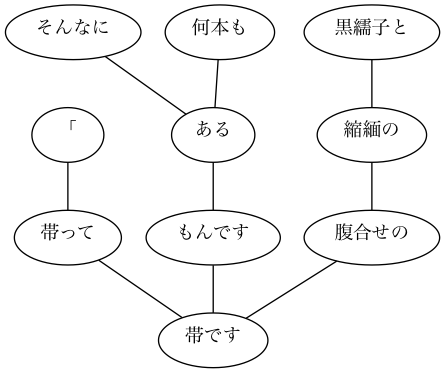 そんなに 何本も 黒繻子と
「 ある 縮緬の
帯って もんです 腹合せの
帯です